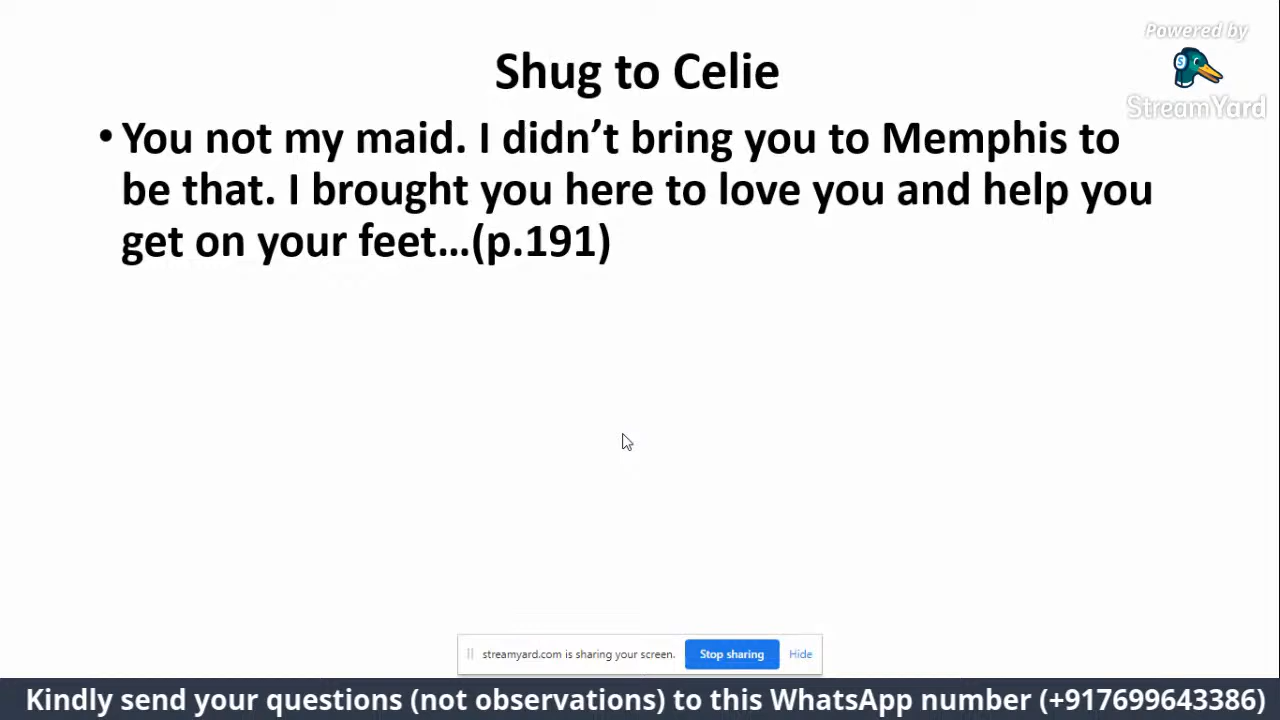 Powered by
StreamYard
Shug to Celie
• You not my maid. I didn’t bring you to Memphis to
be that. I brought you here to love you and help you
get on your feet…(p.191)
streamyard.com is sharing your screen. Stop sharing Hide
Kindly send your questions (not observations) to this WhatsApp number (+917699643386)